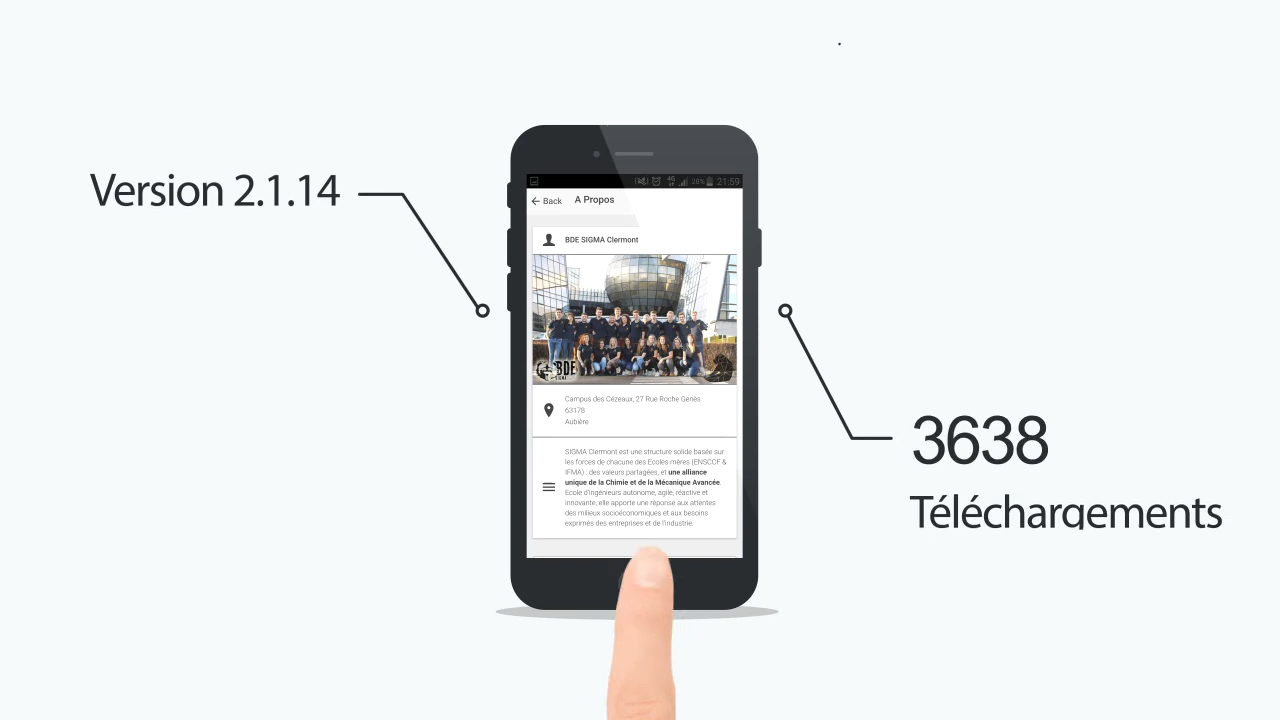 Version 2.1.14
28% 21:59
Back A Propos
BDE SIGMA Clermont
BDE
Campus des Cézeaux, 27 Rue Roche Genès
63178
Aubière
SIGMA Clermont est une structure solide basée sur
les forces de chacune des Ecoles mères (ENSCCF &
IFMA) : des valeurs partagées, et une alliance
unique de la Chimie et de la Mécanique Avancée.
Ecole d'ingénieurs autonome, agile, réactive et
innovante, elle apporte une réponse aux attentes
des milieux socioéconomiques et aux besoins
exprimés des entreprises et de l'industrie.
3638
Téléchargements